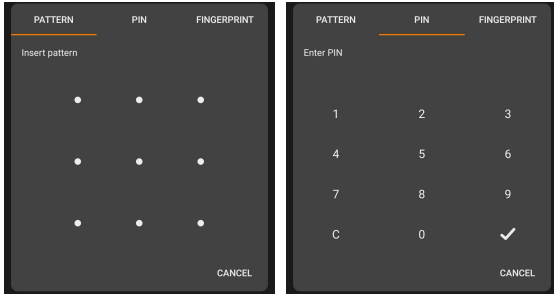 PATTERN PIN FINGERPRINT
Insert pattern
CANCEL
PATTERN PIN FINGERPRINT
Enter PIN
1 2 3
4 5 6
7 8 9
C 0
CANCEL